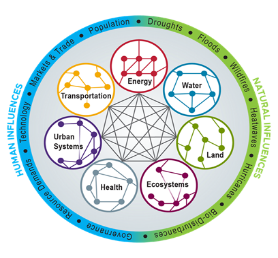 HUMAN INFLUENCES
NATURAL INFLUENCES
Population
Droughts
Floods
Wildfires
Heatwaves
Hurricanes
Bio-Disturbances
Governance
Resource Demands
Technology
Markets & Trade
Energy
Water
Land
Ecosystems
Health
Urban
Systems
Transportation